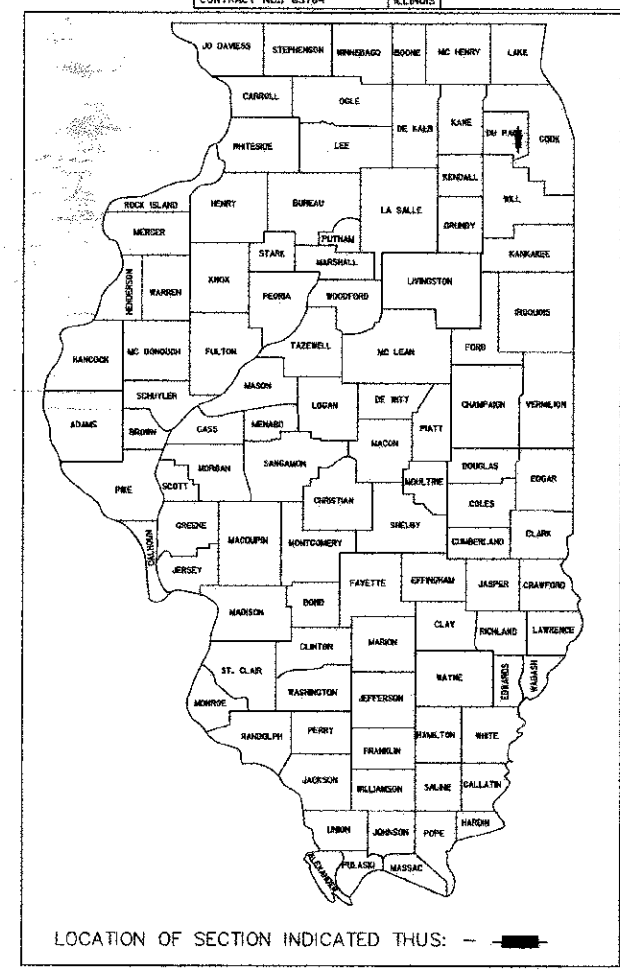 CONTRACT NO. 63704 ILLINOIS
JO DAVIESS STEPHENSON WINNEBAGO BOONE MC HENRY LAKE
CARROLL OGLE DE KALB KANE DU PAGE COOK
WHITESIDE LEE KENDALL WILL
ROCK ISLAND HENRY BUREAU LA SALLE GRUNDY
MERCER PUTNAM KANKAKEE
STARK MARSHALL
HENDERSON WARREN KNOX PEORIA WOODFORD LIVINGSTON IROQUOIS
HANCOCK MC DONOUGH FULTON TAZEWELL MC LEAN FORD
MASON
SCHUYLER LOGAN DE WITT CHAMPAIGN VERMILION
ADAMS BROWN CASS MENARD MACON PIATT
MORGAN SANGAMON DOUGLAS EDGAR
PIKE SCOTT CHRISTIAN MOULTRIE COLES
GREENE MACOUPIN SHELBY CUMBERLAND CLARK
CALHOUN JERSEY MONTGOMERY
FAYETTE EFFINGHAM JASPER CRAWFORD
MADISON BOND CLAY RICHLAND LAWRENCE
CLINTON MARION
ST. CLAIR WAYNE EDWARDS WABASH
MONROE WASHINGTON JEFFERSON
RANDOLPH PERRY HAMILTON WHITE
FRANKLIN
JACKSON WILLIAMSON SALINE GALLATIN
UNION JOHNSON POPE HARDIN
ALEXANDER PULASKI MASSAC
LOCATION OF SECTION INDICATED THUS: -